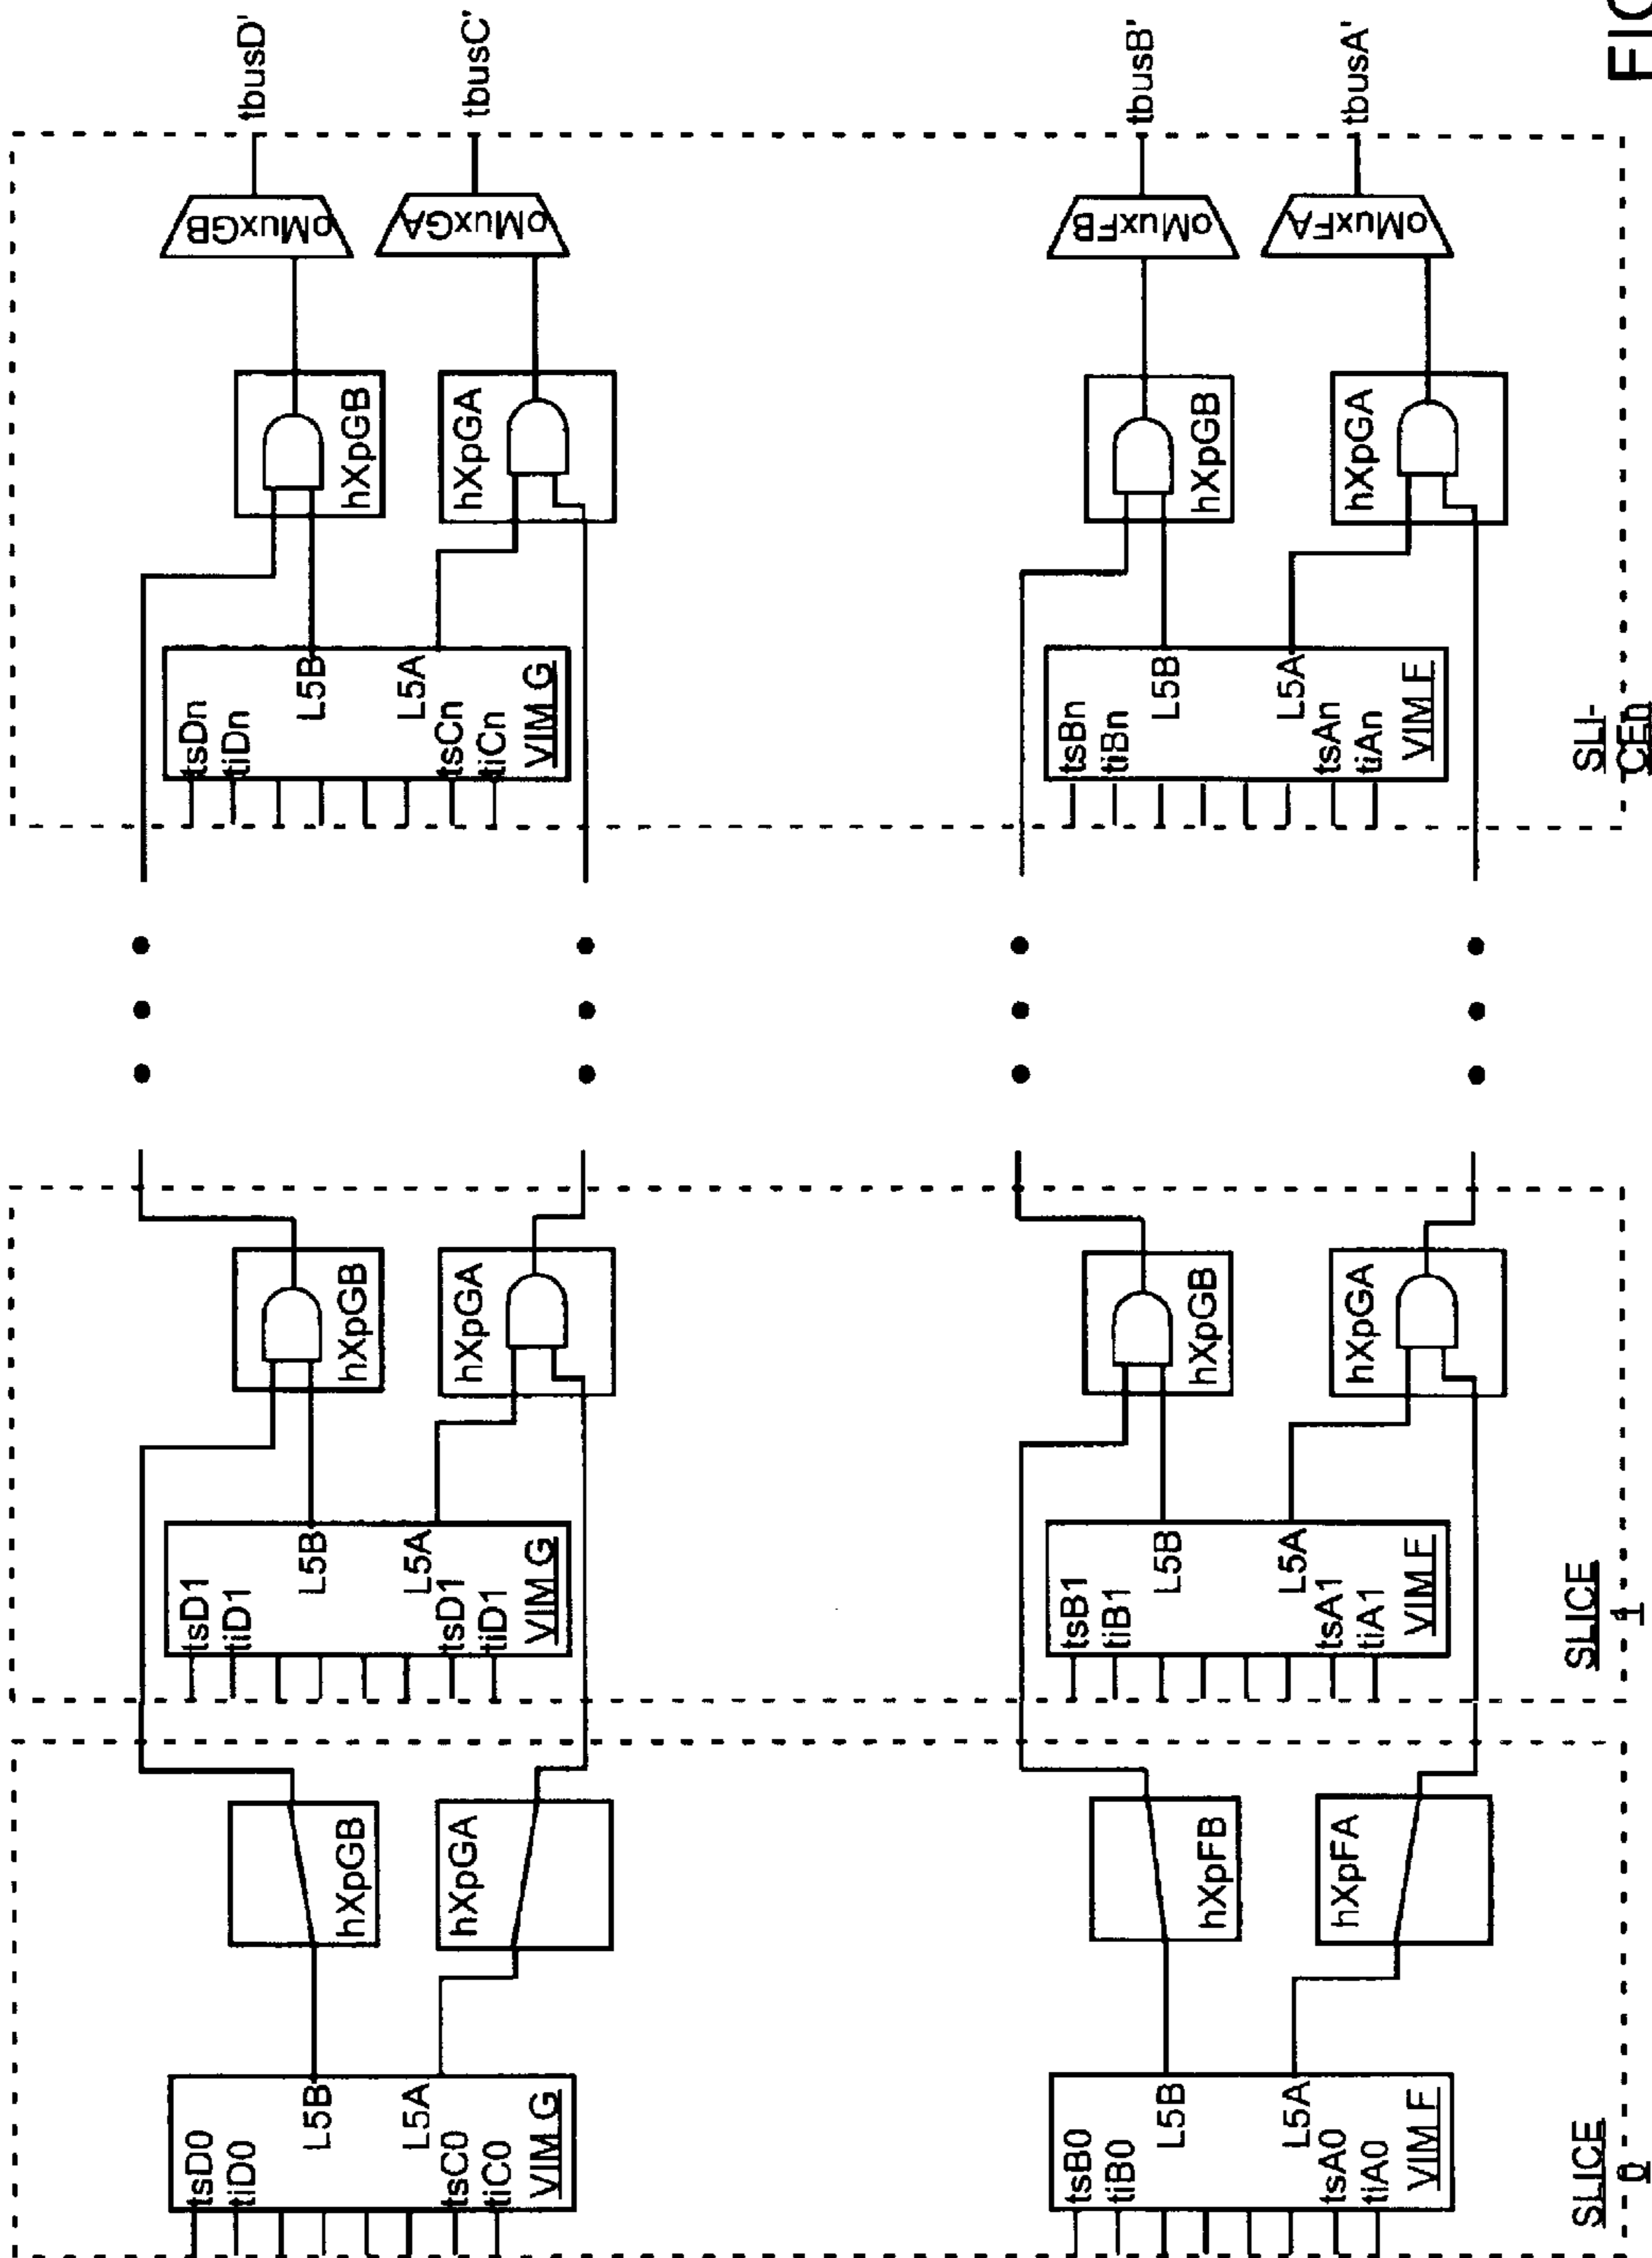 tsD0
tiD0
L5B
L5A
tsC0
tiC0
VIM G
hXpGB
hXpGA
tsB0
tiB0
L5B
L5A
tsA0
tiA0
VIM F
hXpFB
hXpFA
SLICE
0
tsD1
tiD1
L5B
L5A
tsD1
tiD1
VIM G
hXpGB
hXpGA
tsB1
tiB1
L5B
L5A
tsA1
tiA1
VIM F
hXpGB
hXpGA
SLICE
1
tsDn
tiDn
L5B
L5A
tsCn
tiCn
VIM G
hXpGB
hXpGA
oMuxGB
oMuxGA
tbusD'
tbusC'
tsBn
tiBn
L5B
L5A
tsAn
tiAn
VIM F
hXpGB
hXpGA
oMuxFB
oMuxFA
tbusB'
tbusA'
SLI-
CEn